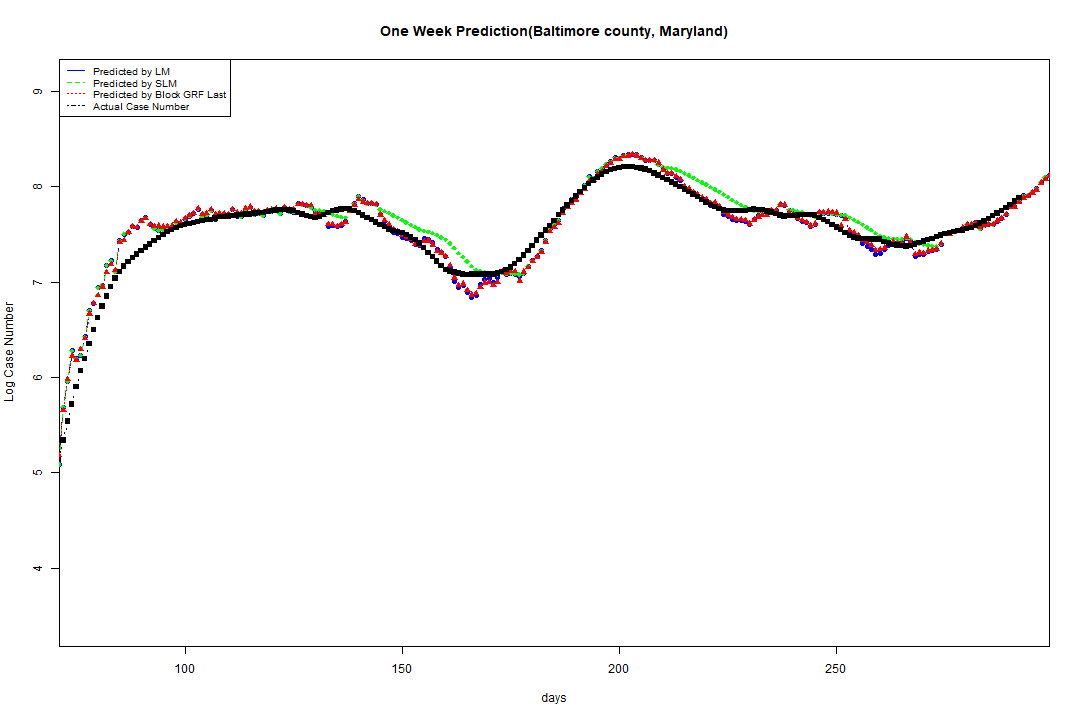 One Week Prediction(Baltimore county, Maryland)
Predicted by LM
Predicted by SLM
Predicted by Block GRF Last
Actual Case Number
9
8
7
6
5
4
Log Case Number
100 150 200 250
days